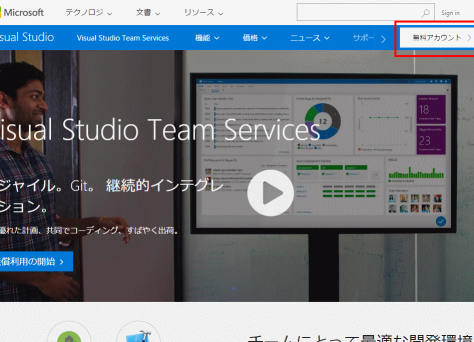 Microsoft テクノロジ 文書 リソース Sign in
sual Studio Visual Studio Team Services 機能 価格 ニュース サポー 無料アカウント
isual Studio Team Services
ジャイル。Git。 継続的インテグレ
ション。
優れた計画、共同でコーディング、すばやく出荷。
償利用の開始
12
18
23
チームにとって最適な開発環境